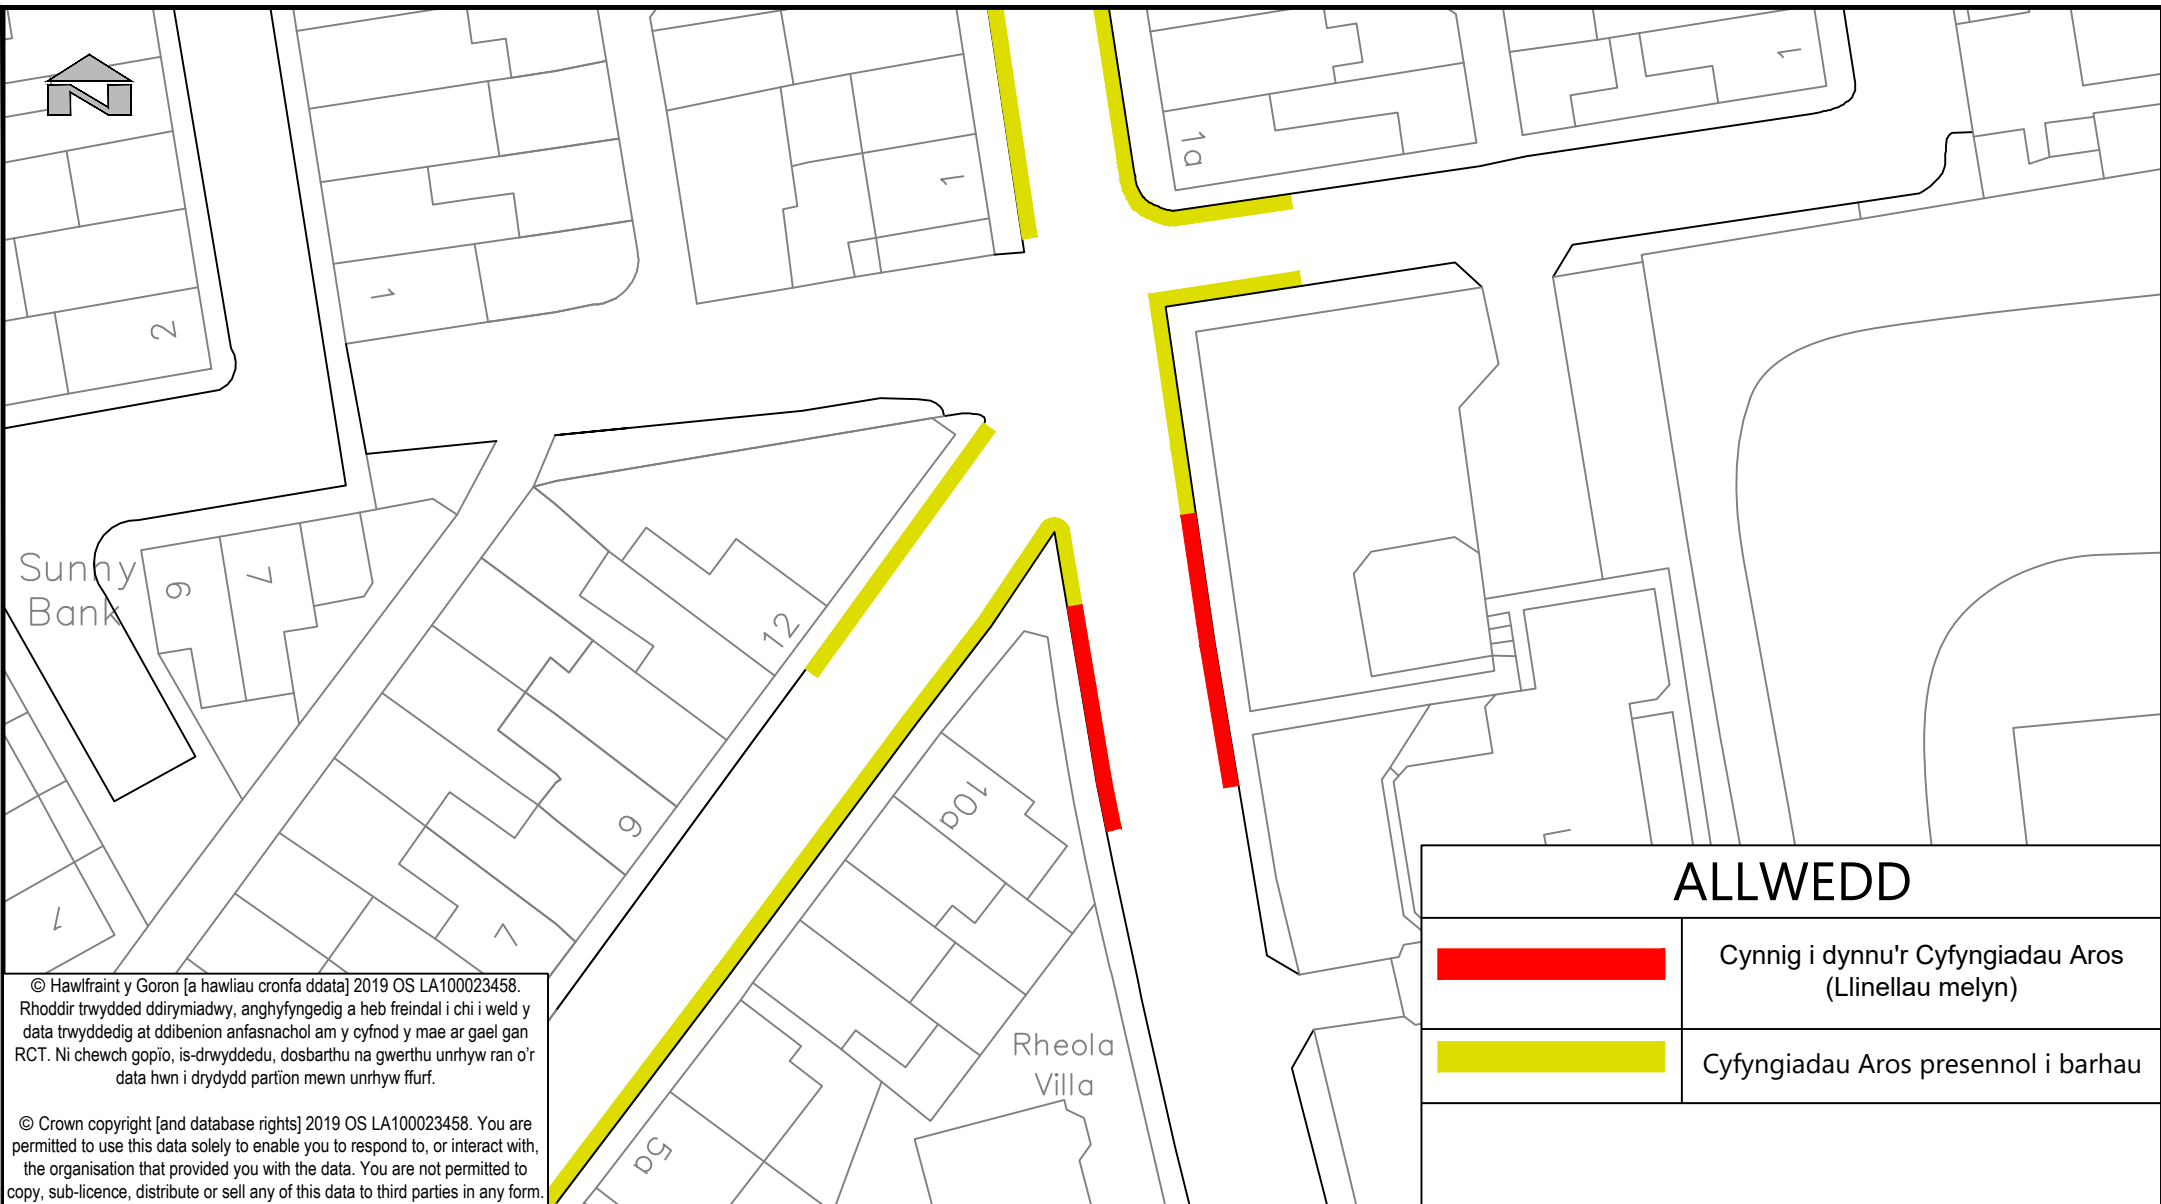 N
1
1a
1
1
2
Sunny
Bank
6
7
12
10a
9
7
1
5a
Rheola
Villa
ALLWEDD
Cynnig i dynnu'r Cyfyngiadau Aros
(Llinellau melyn)
Cyfyngiadau Aros presennol i barhau
© Hawlfraint y Goron [a hawliau cronfa ddata] 2019 OS LA100023458.
Rhoddir trwydded ddirymiadwy, anghyfyngedig a heb freindal i chi i weld y
data trwyddedig at ddibenion anfasnachol am y cyfnod y mae ar gael gan
RCT. Ni chewch gopïo, is-drwyddedu, dosbarthu na gwerthu unrhyw ran o'r
data hwn i drydydd partïon mewn unrhyw ffurf.
© Crown copyright [and database rights] 2019 OS LA100023458. You are
permitted to use this data solely to enable you to respond to, or interact with,
the organisation that provided you with the data. You are not permitted to
copy, sub-licence, distribute or sell any of this data to third parties in any form.